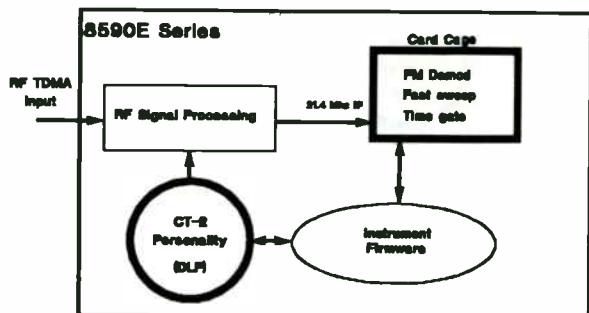 8590E Series
Card Cage
RF TDMA
Input
RF Signal Processing
21.4 MHz IF
FM Demod
Fast sweep
Time gate
CT-2
Personality
(DLP)
Instrument
Firmware